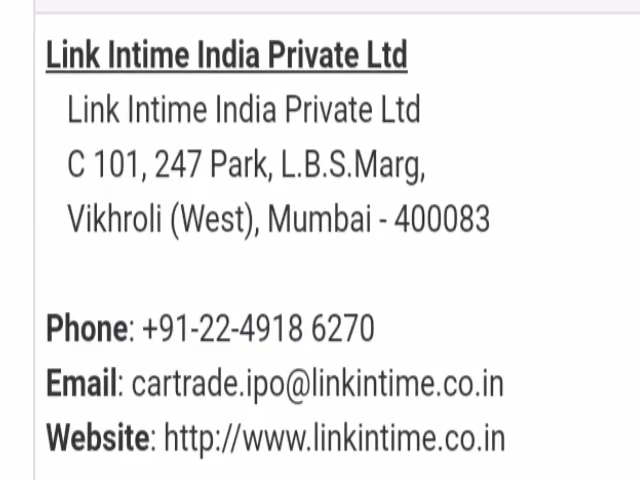 Link Intime India Private Ltd
Link Intime India Private Ltd
C 101, 247 Park, L.B.S.Marg,
Vikhroli (West), Mumbai - 400083
Phone: +91-22-4918 6270
Email: cartrade.ipo@linkintime.co.in
Website: http://www.linkintime.co.in